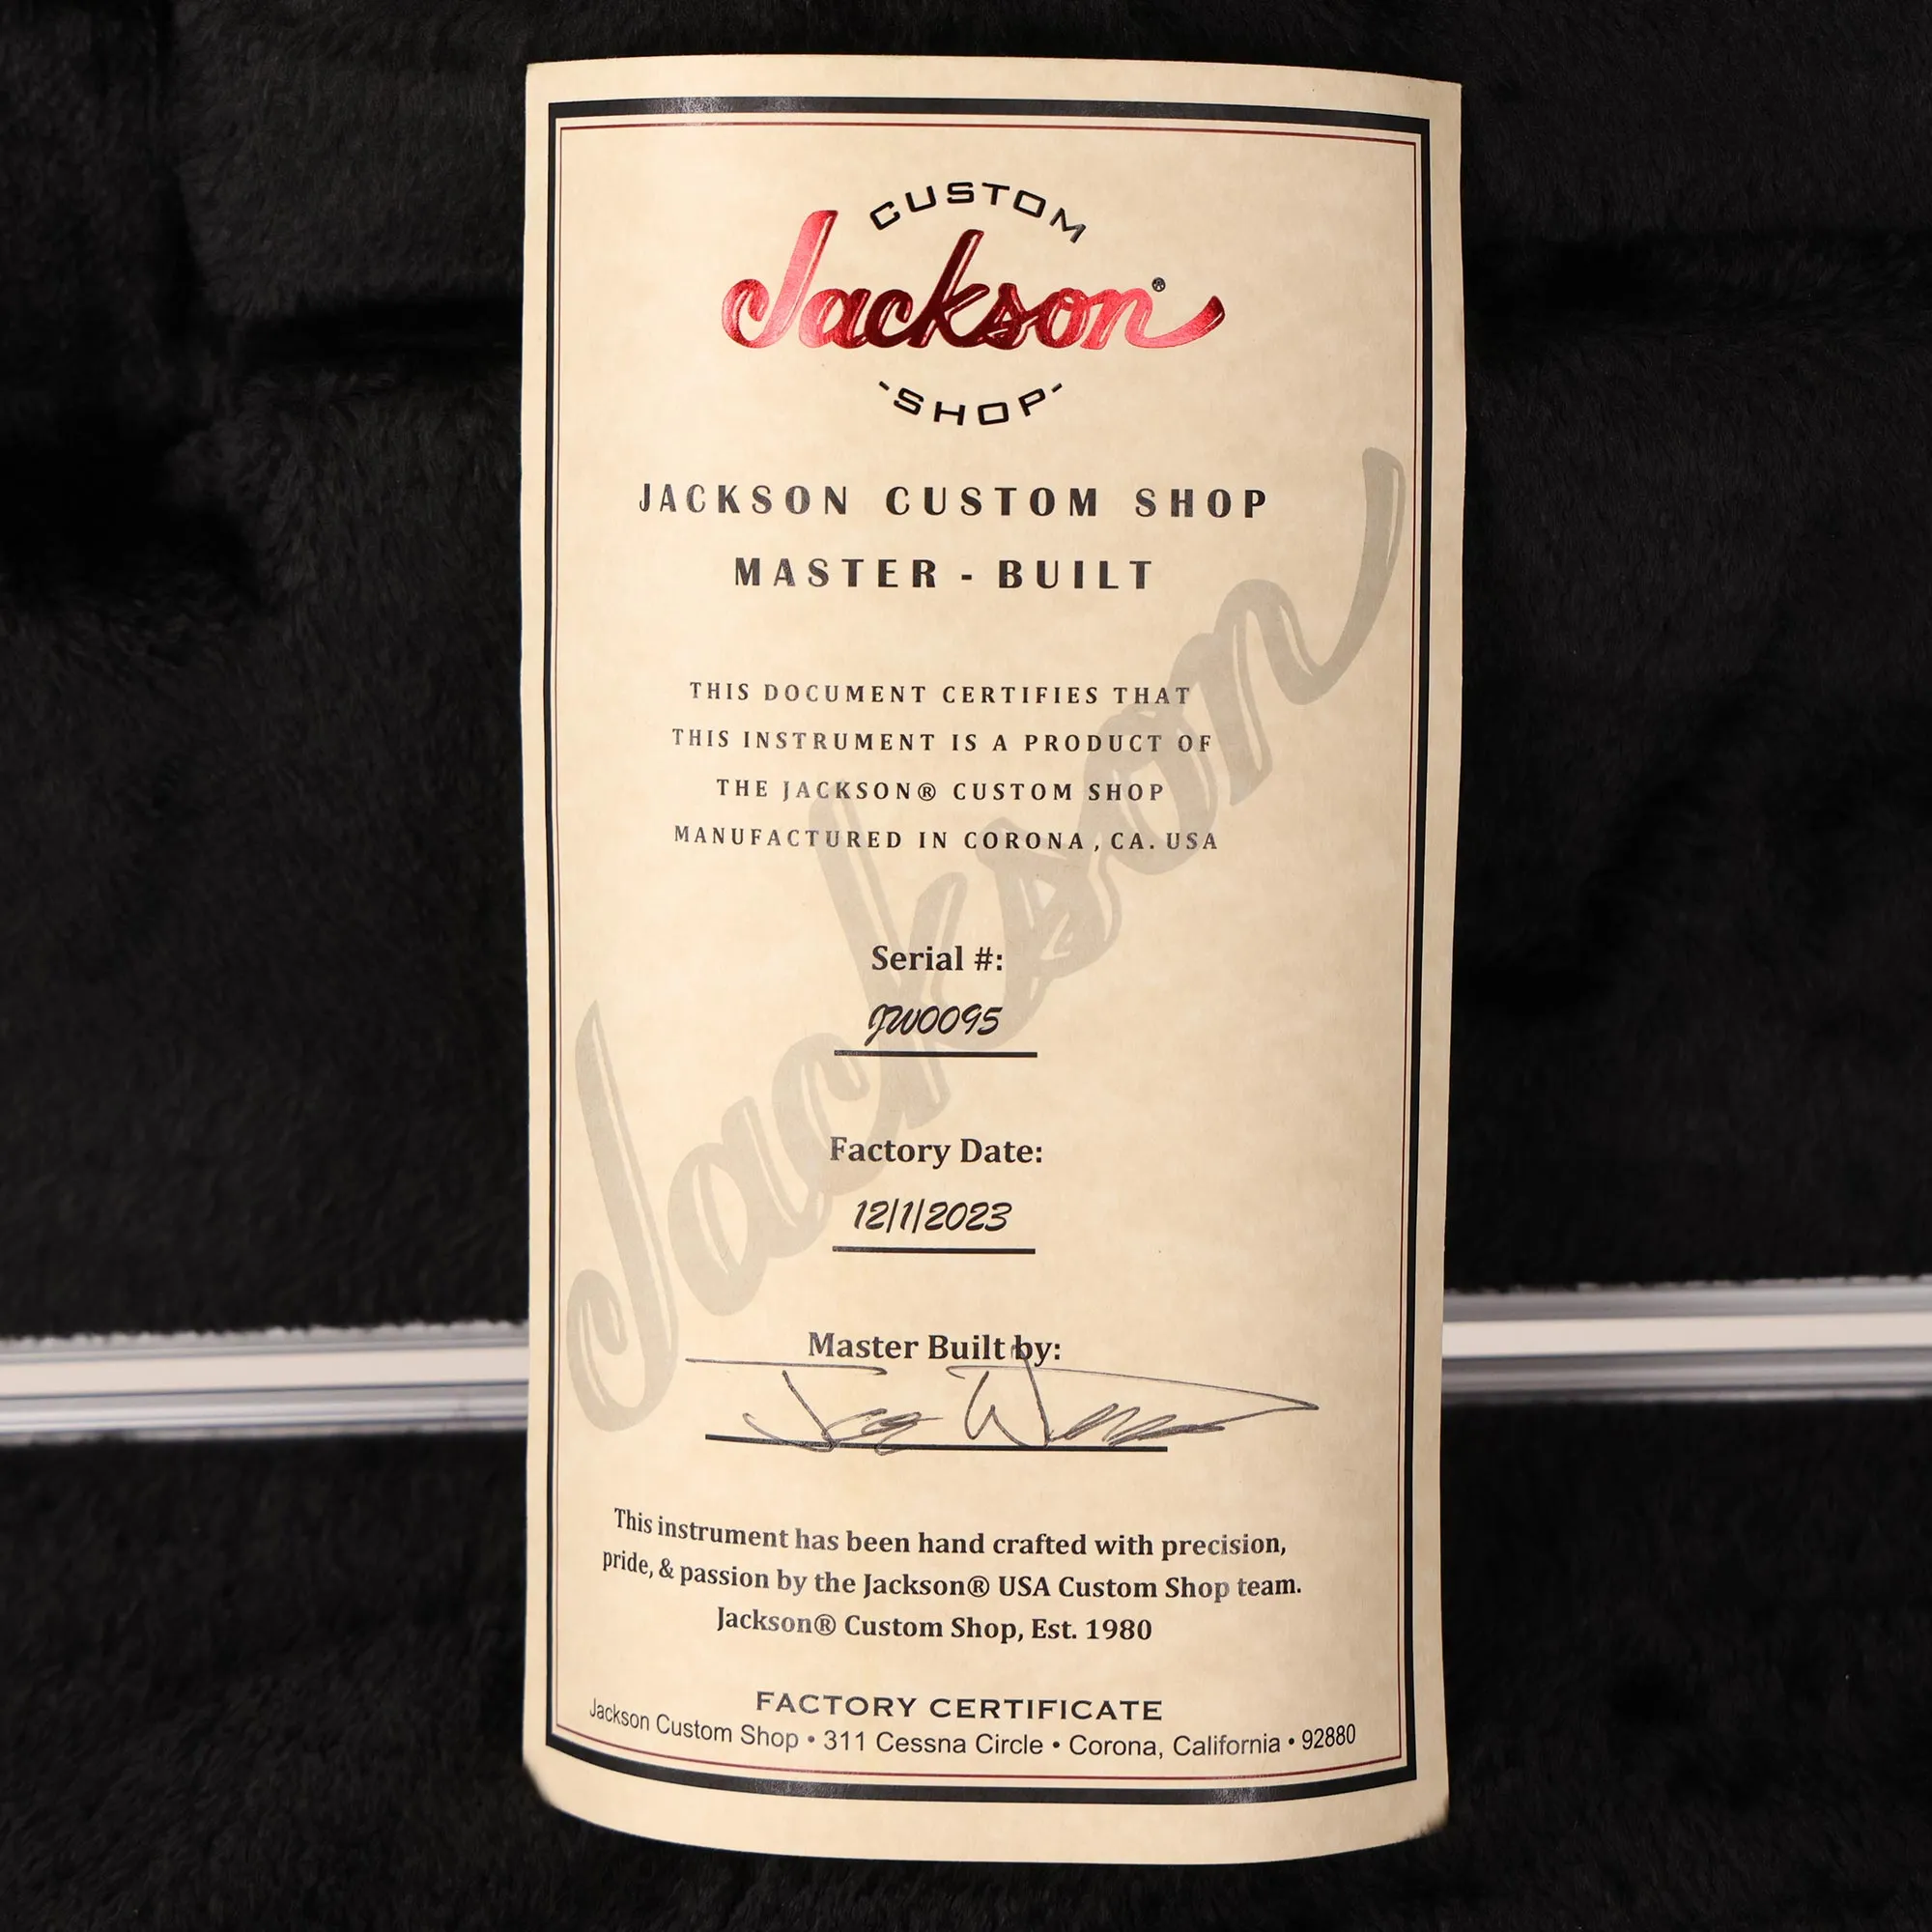 CUSTOM
Jackson®
-SHOP-
JACKSON CUSTOM SHOP
MASTER - BUILT
THIS DOCUMENT CERTIFIES THAT
THIS INSTRUMENT IS A PRODUCT OF
THE JACKSON® CUSTOM SHOP
MANUFACTURED IN CORONA, CA. USA
Jackson
Serial #:
JW0095
Factory Date:
12/1/2023
Master Built by:
This instrument has been hand crafted with precision,
pride, & passion by the Jackson® USA Custom Shop team.
Jackson® Custom Shop, Est. 1980
FACTORY CERTIFICATE
Jackson Custom Shop • 311 Cessna Circle • Corona, California • 92880